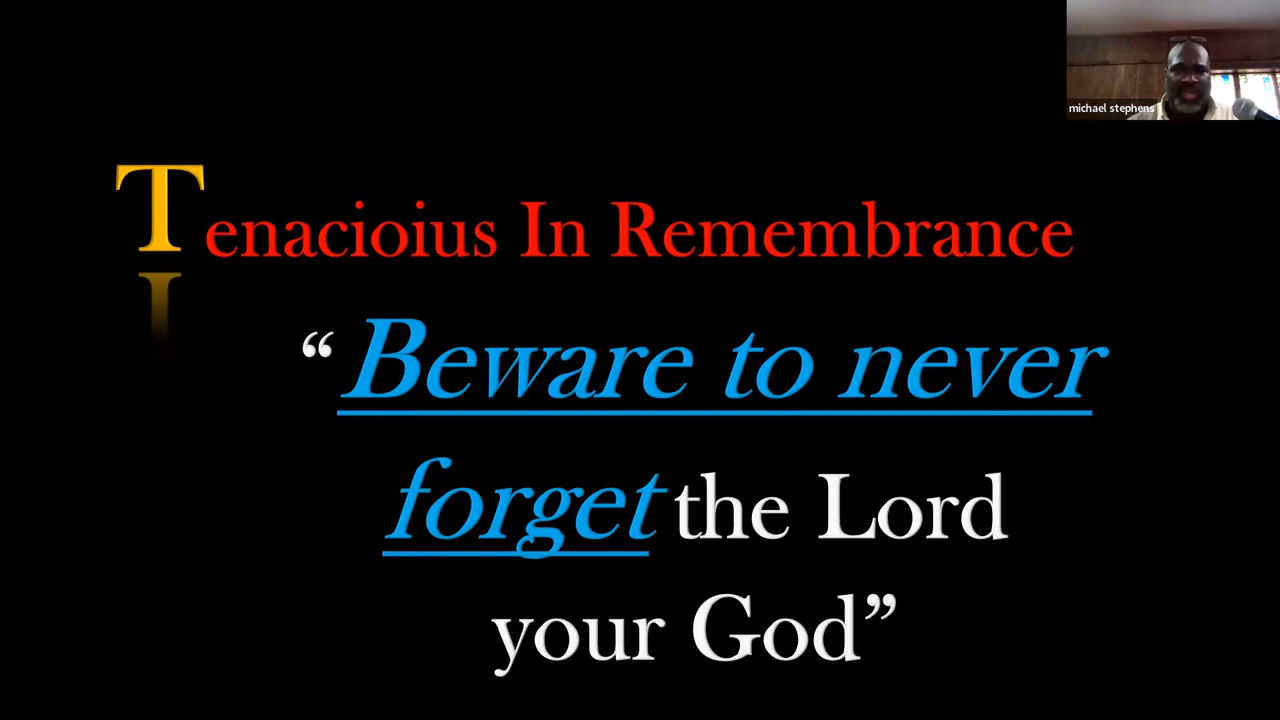 michael stephens
Tenacioius In Remembrance
“Beware to never
forget the Lord
your God”